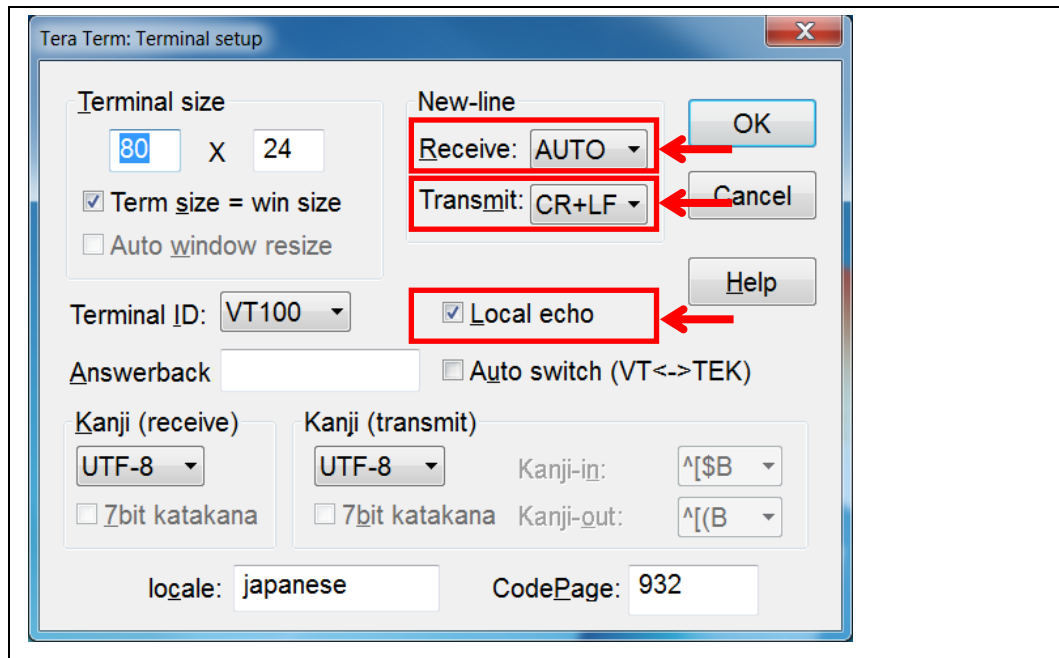 Tera Term: Terminal setup
Terminal size
80 X 24
Term size = win size
Auto window resize
New-line
Receive: AUTO
Transmit: CR+LF
OK
Cancel
Help
Terminal ID: VT100
Local echo
Answerback
Auto switch (VT<->TEK)
Kanji (receive)
UTF-8
7bit katakana
Kanji (transmit)
UTF-8
7bit katakana
Kanji-in: ^[$B
Kanji-out: ^[(B
locale: japanese
CodePage: 932